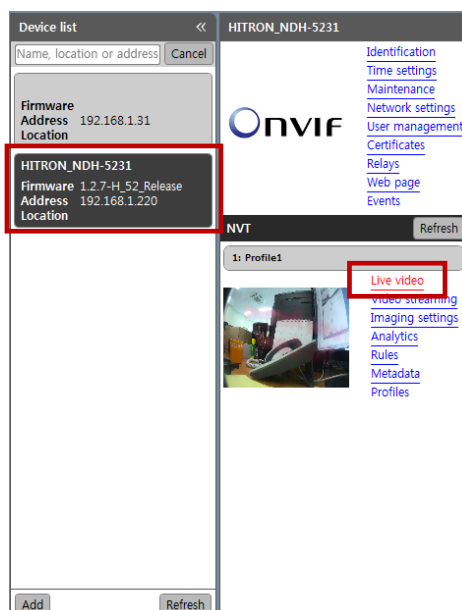 Device list «
Name, location or address Cancel
Firmware
Address 192.168.1.31
Location
HITRON_NDH-5231
Firmware 1.2.7-H_52_Release
Address 192.168.1.220
Location
Add Refresh
HITRON_NDH-5231
ONVIF
Identification
Time settings
Maintenance
Network settings
User management
Certificates
Relays
Web page
Events
NVT Refresh
1: Profile1
Live video
Video streaming
Imaging settings
Analytics
Rules
Metadata
Profiles